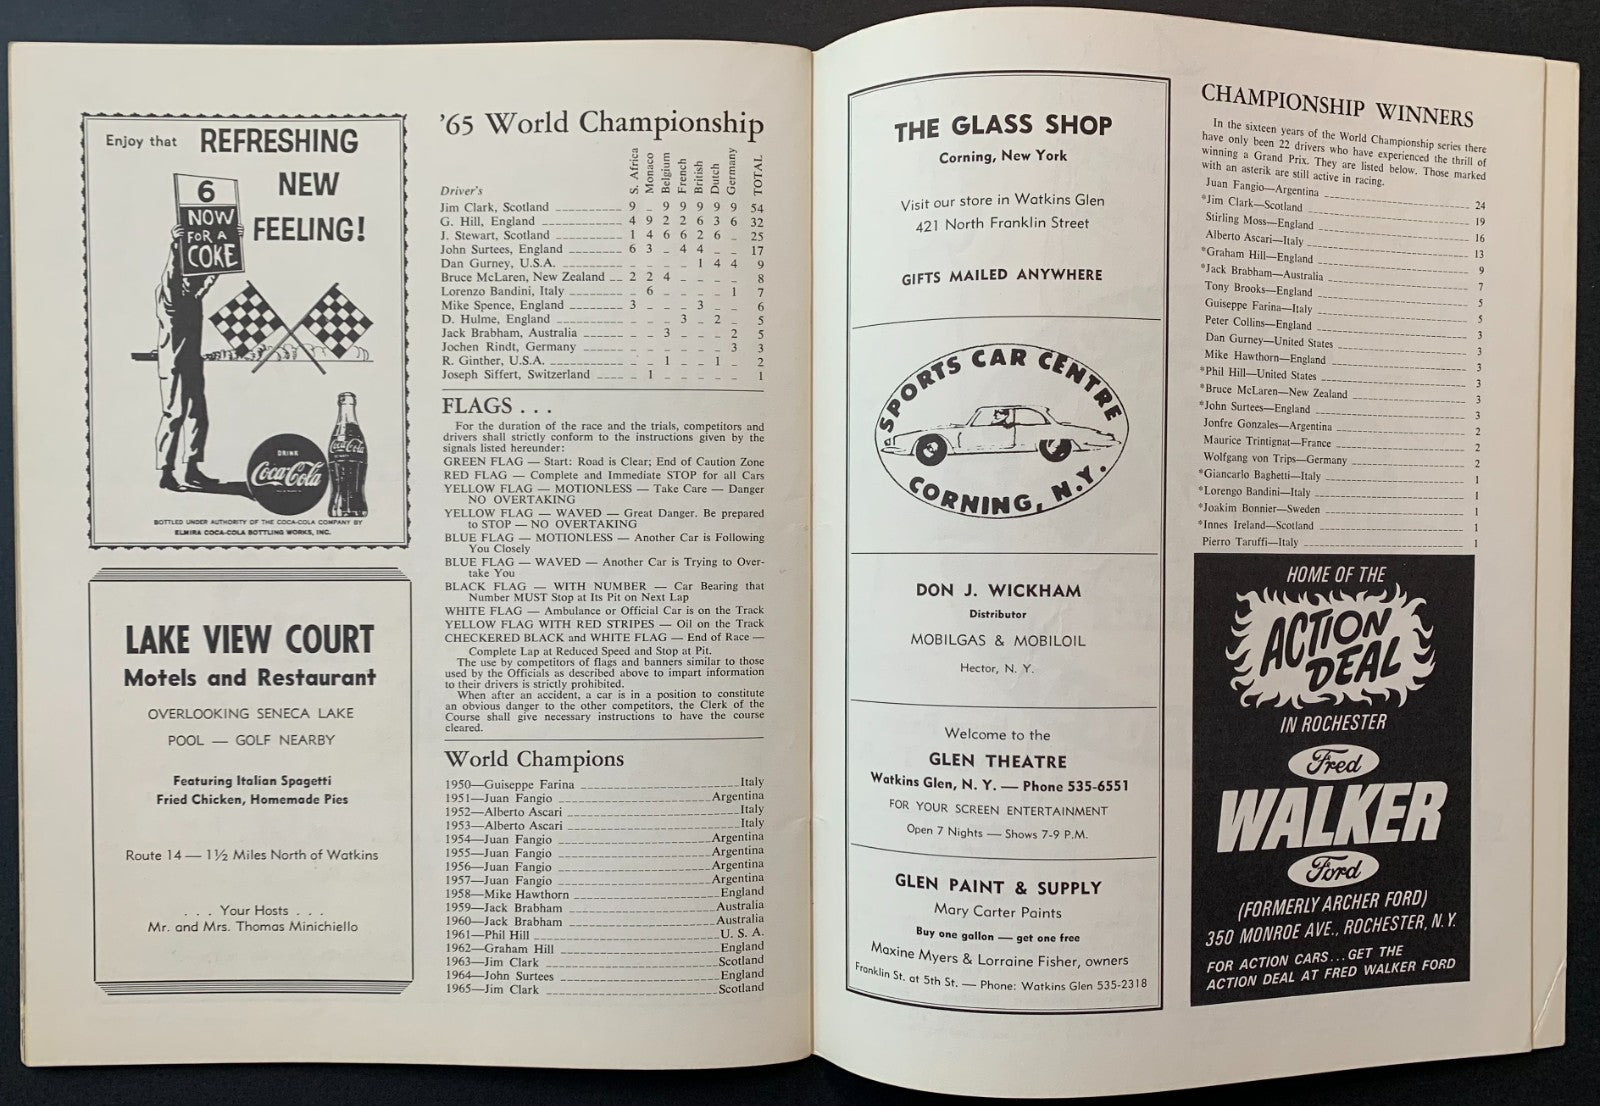 Enjoy that REFRESHING
NEW
FEELING!
6
NOW
FOR A
COKE
DRINK
Coca-Cola
Coca-Cola
BOTTLED UNDER AUTHORITY OF THE COCA-COLA COMPANY BY
ELMIRA COCA-COLA BOTTLING WORKS, INC.
LAKE VIEW COURT
Motels and Restaurant
OVERLOOKING SENECA LAKE
POOL — GOLF NEARBY
Featuring Italian Spagetti
Fried Chicken, Homemade Pies
Route 14 — 1½ Miles North of Watkins
. . . Your Hosts . . .
Mr. and Mrs. Thomas Minichiello
'65 World Championship
Driver's S. Africa Monaco Belgium French British Dutch Germany TOTAL
Jim Clark, Scotland 9 _ 9 9 9 9 9 54
G. Hill, England 4 9 2 2 6 3 6 32
J. Stewart, Scotland 1 4 6 6 2 6 _ 25
John Surtees, England 6 3 _ 4 4 _ _ 17
Dan Gurney, U.S.A. _ _ _ _ 1 4 4 9
Bruce McLaren, New Zealand 2 2 4 _ _ _ _ 8
Lorenzo Bandini, Italy _ 6 _ _ _ _ 1 7
Mike Spence, England 3 _ _ _ 3 _ _ 6
D. Hulme, England _ _ _ 3 _ 2 _ 5
Jack Brabham, Australia _ _ 3 _ _ _ 2 5
Jochen Rindt, Germany _ _ _ _ _ _ 3 3
R. Ginther, U.S.A. _ _ 1 _ _ 1 _ 2
Joseph Siffert, Switzerland _ 1 _ _ _ _ _ 1
FLAGS . . .
For the duration of the race and the trials, competitors and
drivers shall strictly conform to the instructions given by the
signals listed hereunder:
GREEN FLAG — Start: Road is Clear; End of Caution Zone
RED FLAG — Complete and Immediate STOP for all Cars
YELLOW FLAG — MOTIONLESS — Take Care — Danger
NO OVERTAKING
YELLOW FLAG — WAVED — Great Danger. Be prepared
to STOP — NO OVERTAKING
BLUE FLAG — MOTIONLESS — Another Car is Following
You Closely
BLUE FLAG — WAVED — Another Car is Trying to Over-
take You
BLACK FLAG — WITH NUMBER — Car Bearing that
Number MUST Stop at Its Pit on Next Lap
WHITE FLAG — Ambulance or Official Car is on the Track
YELLOW FLAG WITH RED STRIPES — Oil on the Track
CHECKERED BLACK and WHITE FLAG — End of Race —
Complete Lap at Reduced Speed and Stop at Pit.
The use by competitors of flags and banners similar to those
used by the Officials as described above to impart information
to their drivers is strictly prohibited.
When after an accident, a car is in a position to constitute
an obvious danger to the other competitors, the Clerk of the
Course shall give necessary instructions to have the course
cleared.
World Champions
1950—Guiseppe Farina Italy
1951—Juan Fangio Argentina
1952—Alberto Ascari Italy
1953—Alberto Ascari Italy
1954—Juan Fangio Argentina
1955—Juan Fangio Argentina
1956—Juan Fangio Argentina
1957—Juan Fangio Argentina
1958—Mike Hawthorn England
1959—Jack Brabham Australia
1960—Jack Brabham Australia
1961—Phil Hill U. S. A.
1962—Graham Hill England
1963—Jim Clark Scotland
1964—John Surtees England
1965—Jim Clark Scotland
THE GLASS SHOP
Corning, New York
Visit our store in Watkins Glen
421 North Franklin Street
GIFTS MAILED ANYWHERE
SPORTS CAR CENTRE
CORNING, N.Y.
DON J. WICKHAM
Distributor
MOBILGAS & MOBILOIL
Hector, N. Y.
Welcome to the
GLEN THEATRE
Watkins Glen, N. Y. — Phone 535-6551
FOR YOUR SCREEN ENTERTAINMENT
Open 7 Nights — Shows 7-9 P.M.
GLEN PAINT & SUPPLY
Mary Carter Paints
Buy one gallon — get one free
Maxine Myers & Lorraine Fisher, owners
Franklin St. at 5th St. — Phone: Watkins Glen 535-2318
CHAMPIONSHIP WINNERS
In the sixteen years of the World Championship series there
have only been 22 drivers who have experienced the thrill of
winning a Grand Prix. They are listed below. Those marked
with an asterik are still active in racing.
Juan Fangio—Argentina 24
*Jim Clark—Scotland 19
Stirling Moss—England 16
Alberto Ascari—Italy 13
*Graham Hill—England 9
*Jack Brabham—Australia 7
Tony Brooks—England 5
Guiseppe Farina—Italy 5
Peter Collins—England 3
Dan Gurney—United States 3
Mike Hawthorn—England 3
*Phil Hill—United States 3
*Bruce McLaren—New Zealand 3
*John Surtees—England 3
Jonfre Gonzales—Argentina 2
Maurice Trintignat—France 2
Wolfgang von Trips—Germany 2
*Giancarlo Baghetti—Italy 1
*Lorengo Bandini—Italy 1
*Joakim Bonnier—Sweden 1
*Innes Ireland—Scotland 1
Pierro Taruffi—Italy 1
HOME OF THE
ACTION
DEAL
IN ROCHESTER
Fred
WALKER
Ford
(FORMERLY ARCHER FORD)
350 MONROE AVE., ROCHESTER, N.Y.
FOR ACTION CARS...GET THE
ACTION DEAL AT FRED WALKER FORD